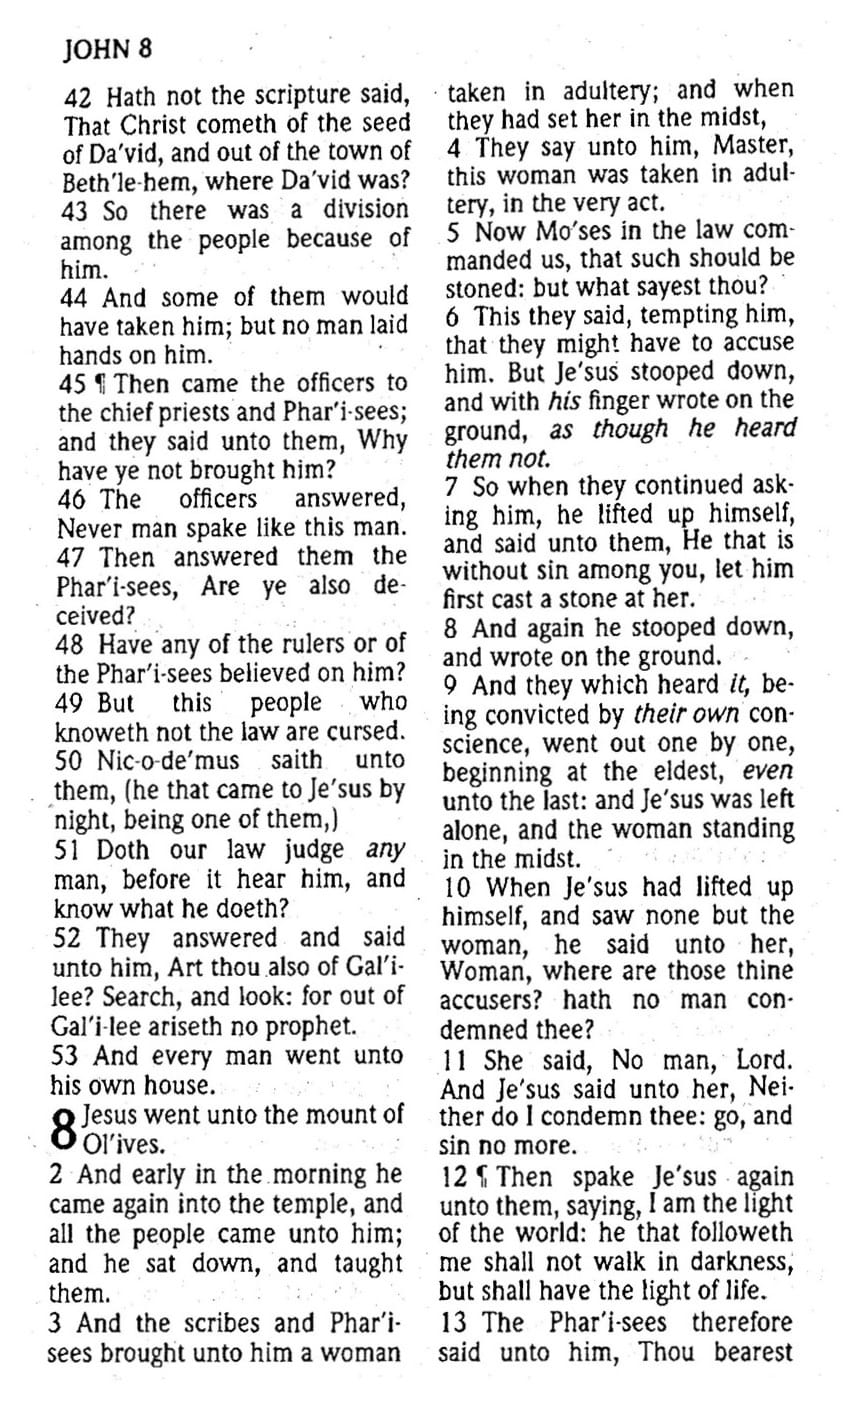 JOHN 8
42 Hath not the scripture said,
That Christ cometh of the seed
of Da′vid, and out of the town of
Beth′le-hem, where Da′vid was?
43 So there was a division
among the people because of
him.
44 And some of them would
have taken him; but no man laid
hands on him.
45 ¶ Then came the officers to
the chief priests and Phar′i-sees;
and they said unto them, Why
have ye not brought him?
46 The officers answered,
Never man spake like this man.
47 Then answered them the
Phar′i-sees, Are ye also de-
ceived?
48 Have any of the rulers or of
the Phar′i-sees believed on him?
49 But this people who
knoweth not the law are cursed.
50 Nic-o-de′mus saith unto
them, (he that came to Je′sus by
night, being one of them,)
51 Doth our law judge any
man, before it hear him, and
know what he doeth?
52 They answered and said
unto him, Art thou also of Gal′i-
lee? Search, and look: for out of
Gal′i-lee ariseth no prophet.
53 And every man went unto
his own house.
8 Jesus went unto the mount of
Ol′ives.
2 And early in the morning he
came again into the temple, and
all the people came unto him;
and he sat down, and taught
them.
3 And the scribes and Phar′i-
sees brought unto him a woman
taken in adultery; and when
they had set her in the midst,
4 They say unto him, Master,
this woman was taken in adul-
tery, in the very act.
5 Now Mo′ses in the law com-
manded us, that such should be
stoned: but what sayest thou?
6 This they said, tempting him,
that they might have to accuse
him. But Je′sus stooped down,
and with his finger wrote on the
ground, as though he heard
them not.
7 So when they continued ask-
ing him, he lifted up himself,
and said unto them, He that is
without sin among you, let him
first cast a stone at her.
8 And again he stooped down,
and wrote on the ground.
9 And they which heard it, be-
ing convicted by their own con-
science, went out one by one,
beginning at the eldest, even
unto the last: and Je′sus was left
alone, and the woman standing
in the midst.
10 When Je′sus had lifted up
himself, and saw none but the
woman, he said unto her,
Woman, where are those thine
accusers? hath no man con-
demned thee?
11 She said, No man, Lord.
And Je′sus said unto her, Nei-
ther do I condemn thee: go, and
sin no more.
12 ¶ Then spake Je′sus again
unto them, saying, I am the light
of the world: he that followeth
me shall not walk in darkness,
but shall have the light of life.
13 The Phar′i-sees therefore
said unto him, Thou bearest